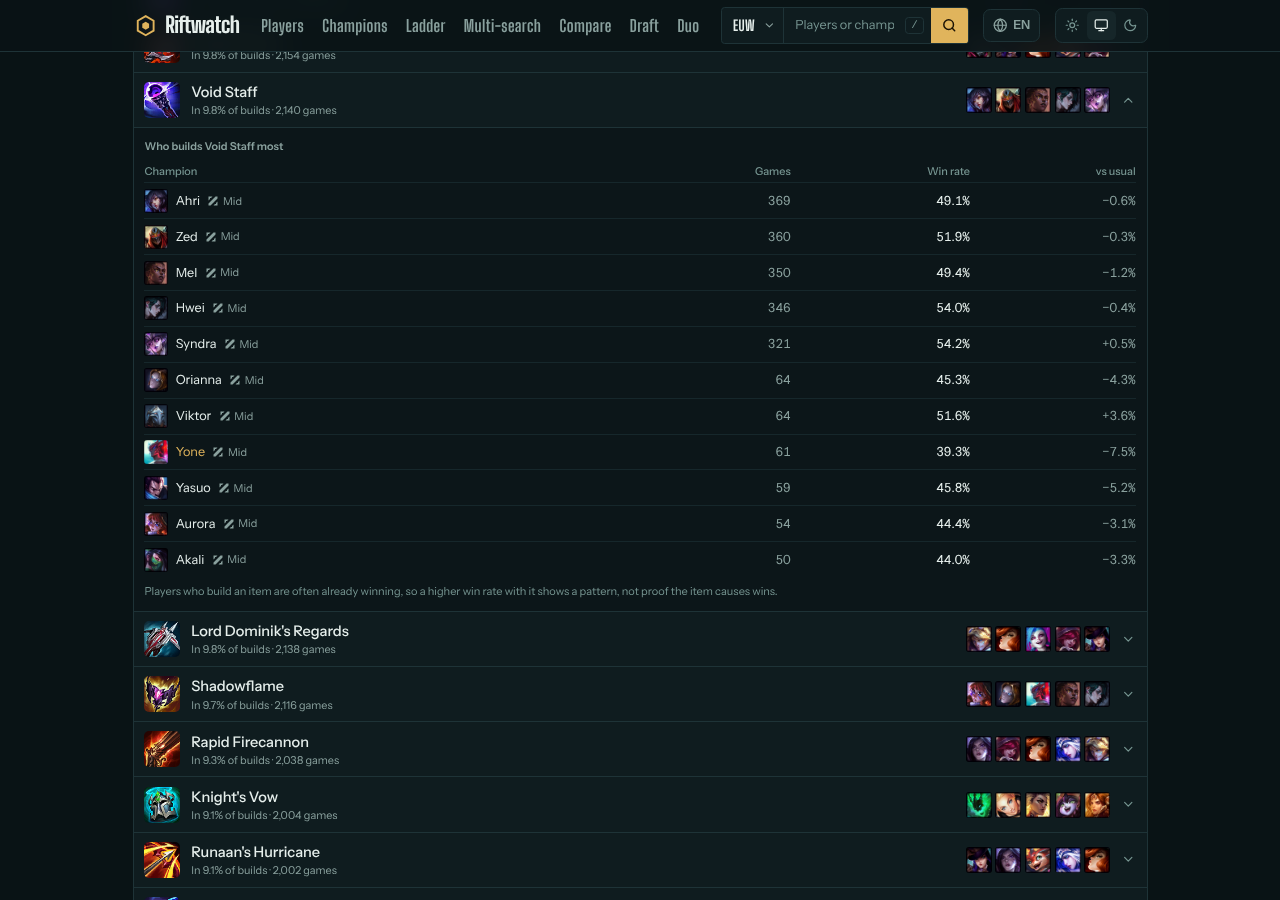 Riftwatch Players Champions Ladder Multi-search Compare Draft Duo EUW Players or champ / EN
In 9.8% of builds · 2,154 games
Void Staff
In 9.8% of builds · 2,140 games
Who builds Void Staff most
Champion Games Win rate vs usual
Ahri Mid 369 49.1% −0.6%
Zed Mid 360 51.9% −0.3%
Mel Mid 350 49.4% −1.2%
Hwei Mid 346 54.0% −0.4%
Syndra Mid 321 54.2% +0.5%
Orianna Mid 64 45.3% −4.3%
Viktor Mid 64 51.6% +3.6%
Yone Mid 61 39.3% −7.5%
Yasuo Mid 59 45.8% −5.2%
Aurora Mid 54 44.4% −3.1%
Akali Mid 50 44.0% −3.3%
Players who build an item are often already winning, so a higher win rate with it shows a pattern, not proof the item causes wins.
Lord Dominik's Regards
In 9.8% of builds · 2,138 games
Shadowflame
In 9.7% of builds · 2,116 games
Rapid Firecannon
In 9.3% of builds · 2,038 games
Knight's Vow
In 9.1% of builds · 2,004 games
Runaan's Hurricane
In 9.1% of builds · 2,002 games